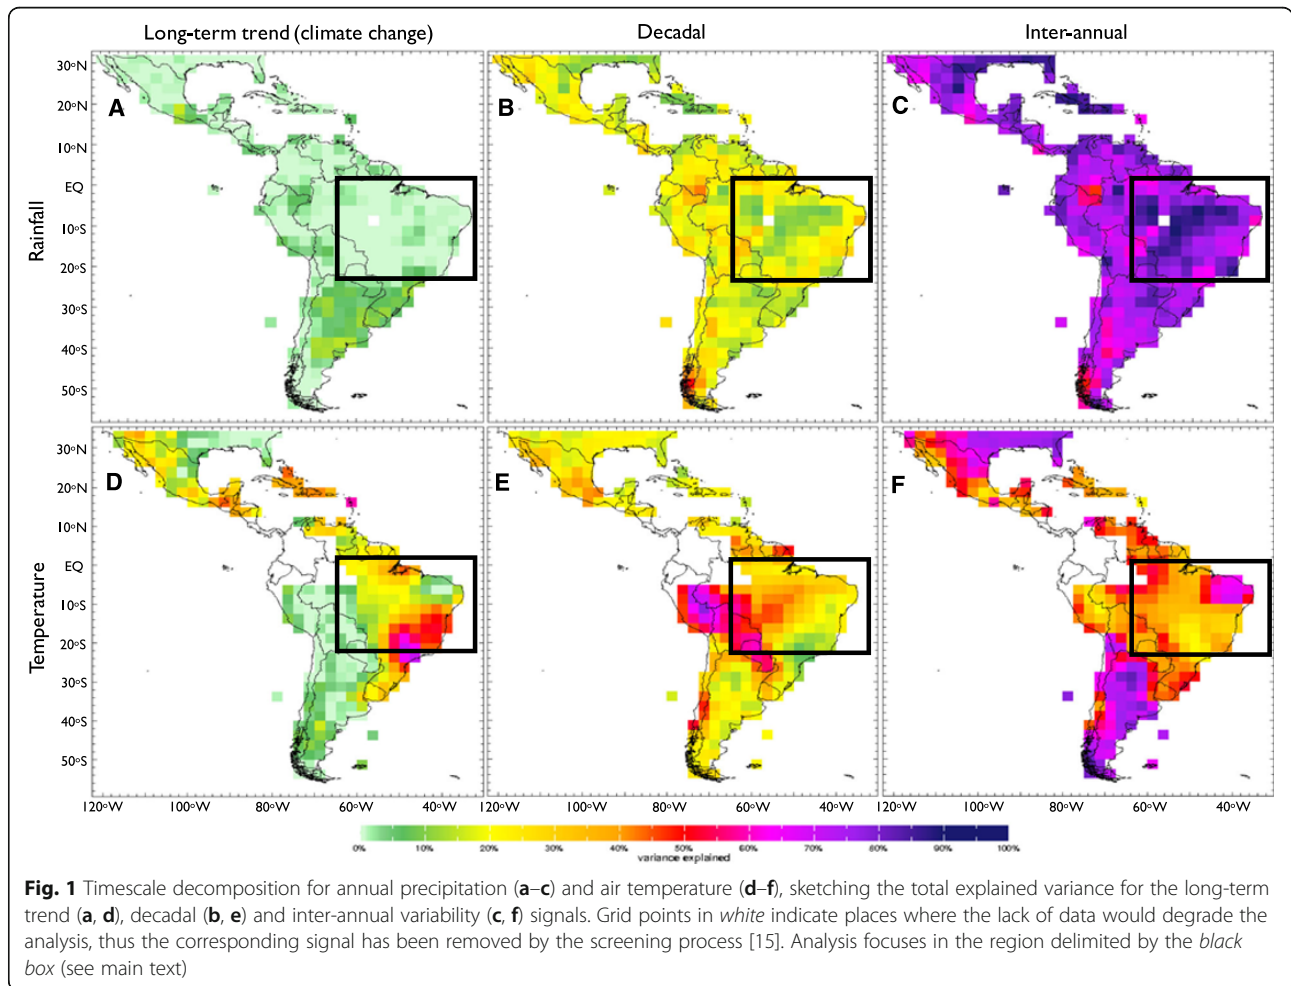 Long-term trend (climate change)
Decadal
Inter-annual
Rainfall
30°N
20°N
10°N
EQ
10°S
20°S
30°S
40°S
50°S
A
B
C
Temperature
30°N
20°N
10°N
EQ
10°S
20°S
30°S
40°S
50°S
D
E
F
120°W 100°W 80°W 60°W 40°W
120°W 100°W 80°W 60°W 40°W
120°W 100°W 80°W 60°W 40°W
0% 10% 20% 30% 40% 50% 60% 70% 80% 90% 100%
variance explained
Fig. 1 Timescale decomposition for annual precipitation (a–c) and air temperature (d–f), sketching the total explained variance for the long-term
trend (a, d), decadal (b, e) and inter-annual variability (c, f) signals. Grid points in white indicate places where the lack of data would degrade the
analysis, thus the corresponding signal has been removed by the screening process [15]. Analysis focuses in the region delimited by the black
box (see main text)